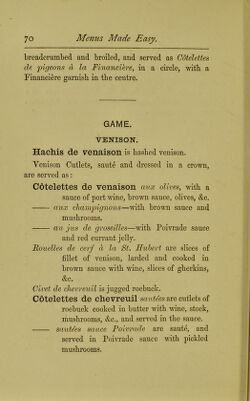 70 Menus Made Easy.
breadcrumbed and broiled, and served as Côtelettes
de pigeons à la Financière, in a circle, with a
Financière garnish in the centre.
GAME.
VENISON.
Hachis de venaison is hashed venison.
Venison Cutlets, sauté and dressed in a crown,
are served as:
Côtelettes de venaison aux olives, with a
sauce of port wine, brown sauce, olives, &c.
—— aux champignons—with brown sauce and
mushrooms.
—— au jus de groseilles—with Poivrade sauce
and red currant jelly.
Rouelles de cerf à la St. Hubert are slices of
fillet of venison, larded and cooked in
brown sauce with wine, slices of gherkins,
&c.
Civet de chevreuil is jugged roebuck.
Côtelettes de chevreuil sautées are cutlets of
roebuck cooked in butter with wine, stock,
mushrooms, &c., and served in the sauce.
—— sautées sauce Poivrade are sauté, and
served in Poivrade sauce with pickled
mushrooms.